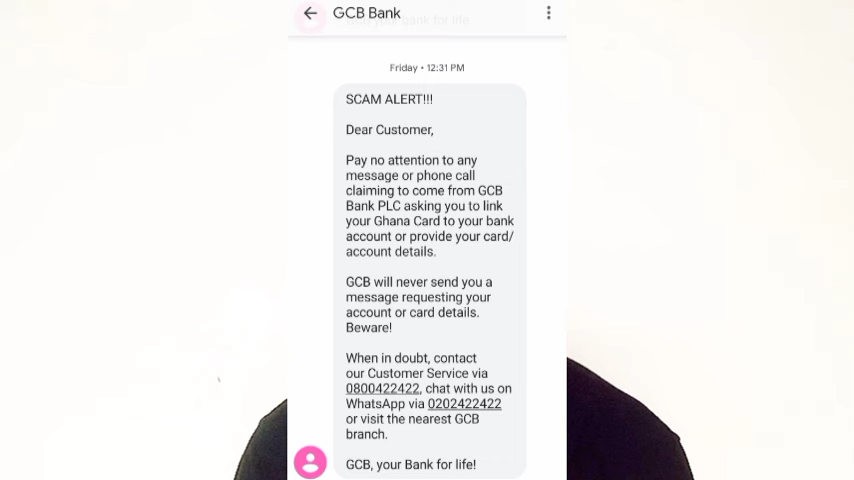 GCB Bank
your bank for life.
Friday • 12:31 PM
SCAM ALERT!!!
Dear Customer,
Pay no attention to any
message or phone call
claiming to come from GCB
Bank PLC asking you to link
your Ghana Card to your bank
account or provide your card/
account details.
GCB will never send you a
message requesting your
account or card details.
Beware!
When in doubt, contact
our Customer Service via
0800422422, chat with us on
WhatsApp via 0202422422
or visit the nearest GCB
branch.
GCB, your Bank for life!